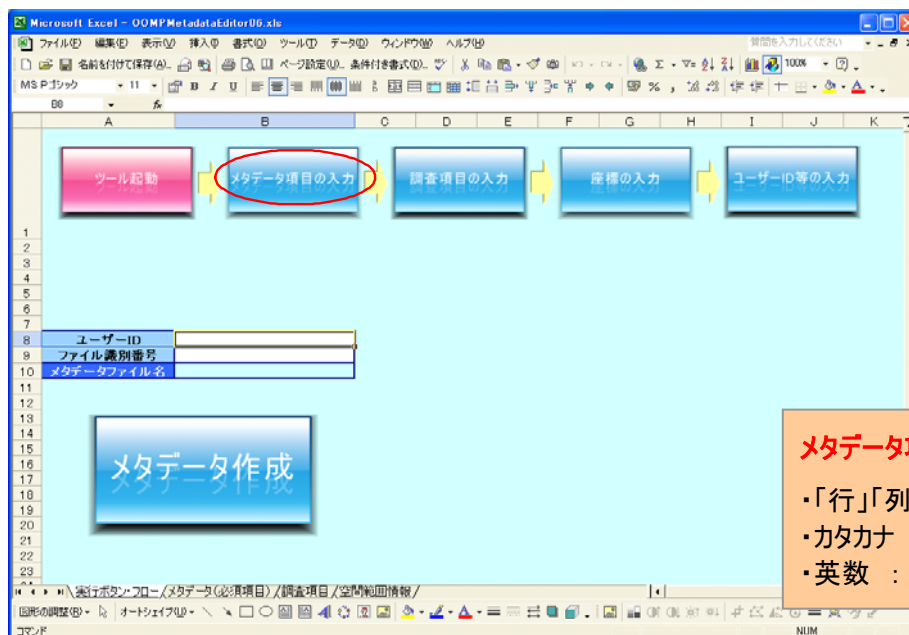 Microsoft Excel - OOMPMetadataEditor06.xls
ファイル(F) 編集(E) 表示(V) 挿入(I) 書式(O) ツール(T) データ(D) ウィンドウ(W) ヘルプ(H) 質問を入力してください
名前を付けて保存(A)... ページ設定(U)... 条件付き書式(D)... 100%
MS Pゴシック 11 B I U
B8 fx
A B C D E F G H I J K
ツール起動 メタデータ項目の入力 調査項目の入力 座標の入力 ユーザーID等の入力
1
2
3
4
5
6
7
8 ユーザーID
9 ファイル識別番号
10 メタデータファイル名
11
12
13
14
15
16
17
18
19
20
21
22
23
メタデータ作成
メタデータ項
・「行」「列
・カタカナ
・英数 :
実行ボタン・フロー / メタデータ(必須項目) / 調査項目 / 空間範囲情報 /
図形の調整(R) オートシェイプ(U)
コマンド NUM